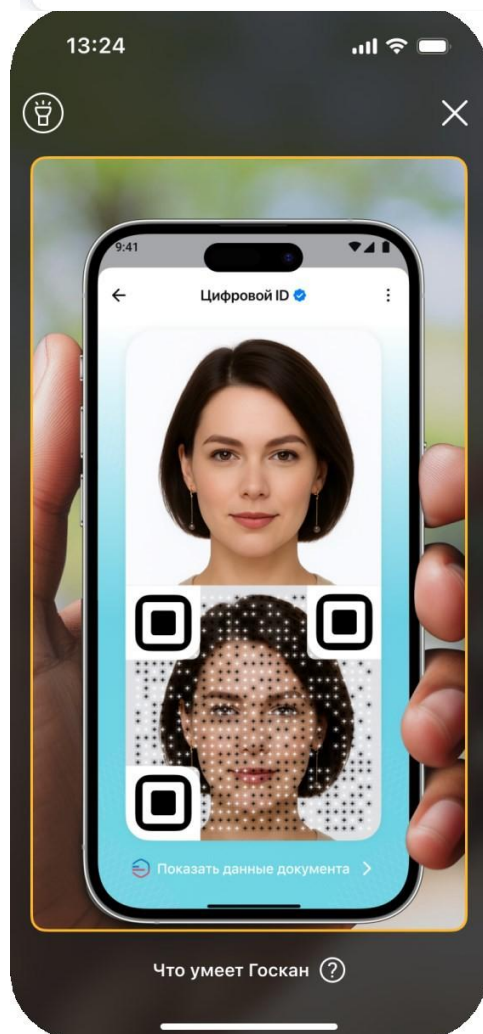 13:24
9:41
Цифровой ID
Показать данные документа
Что умеет Госкан